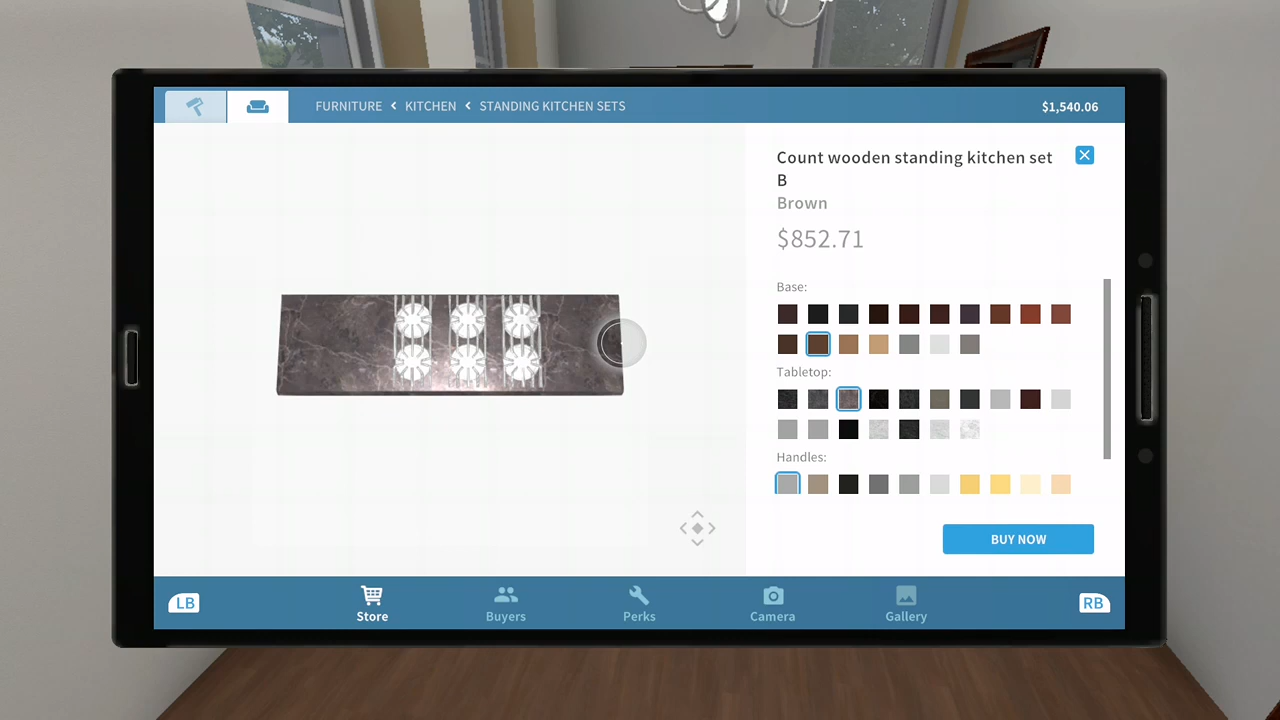 FURNITURE < KITCHEN < STANDING KITCHEN SETS
$1,540.06
Count wooden standing kitchen set
B
Brown
$852.71
Base:
Tabletop:
Handles:
BUY NOW
LB
Store
Buyers
Perks
Camera
Gallery
RB